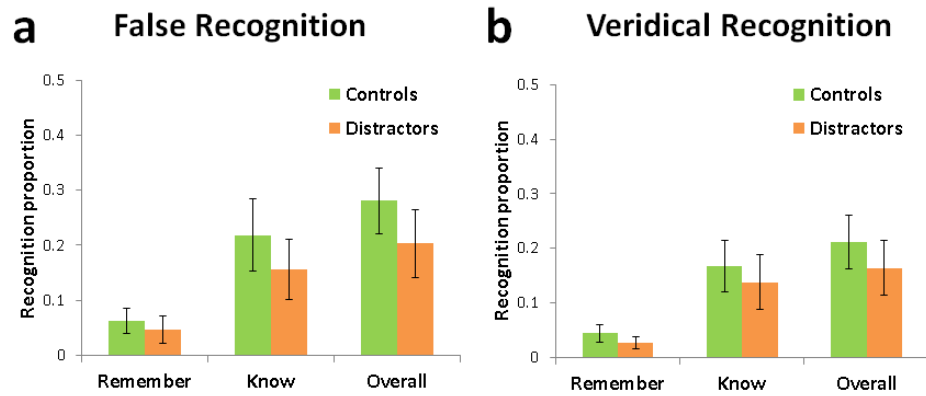 a False Recognition
Recognition proportion
0.5
0.4
0.3
0.2
0.1
0
Controls
Distractors
Remember Know Overall
b Veridical Recognition
Recognition proportion
0.5
0.4
0.3
0.2
0.1
0
Controls
Distractors
Remember Know Overall